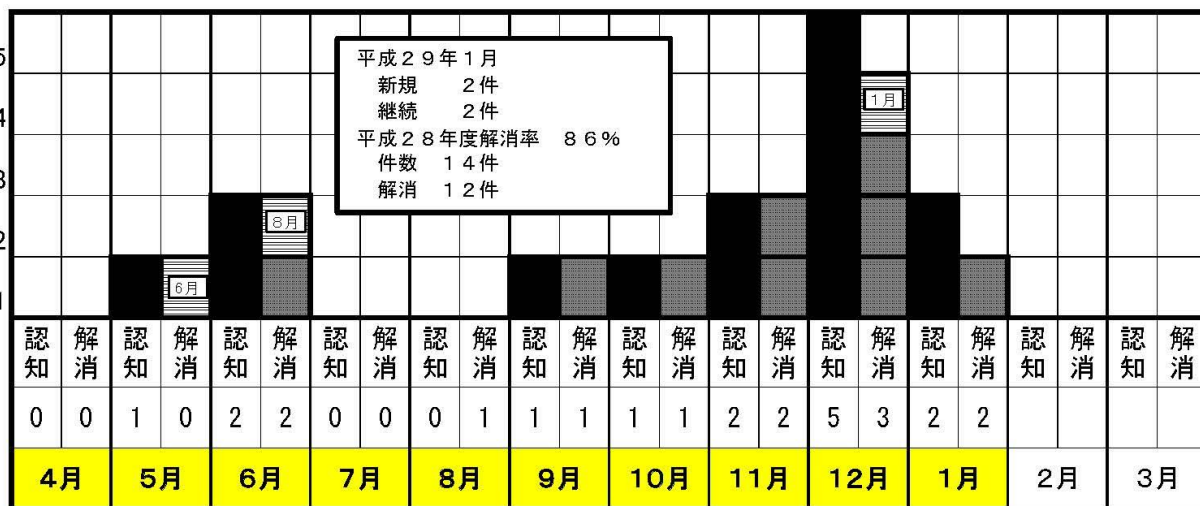 平成２９年１月
新規　２件
継続　２件
平成２８年度解消率　８６％
件数　１４件
解消　１２件
5
4
3
2
1
1月
8月
6月
認知 解消 認知 解消 認知 解消 認知 解消 認知 解消 認知 解消 認知 解消 認知 解消 認知 解消 認知 解消 認知 解消 認知 解消
0 0 1 0 2 2 0 0 0 1 1 1 1 1 2 2 5 3 2 2
4月 5月 6月 7月 8月 9月 10月 11月 12月 1月 2月 3月